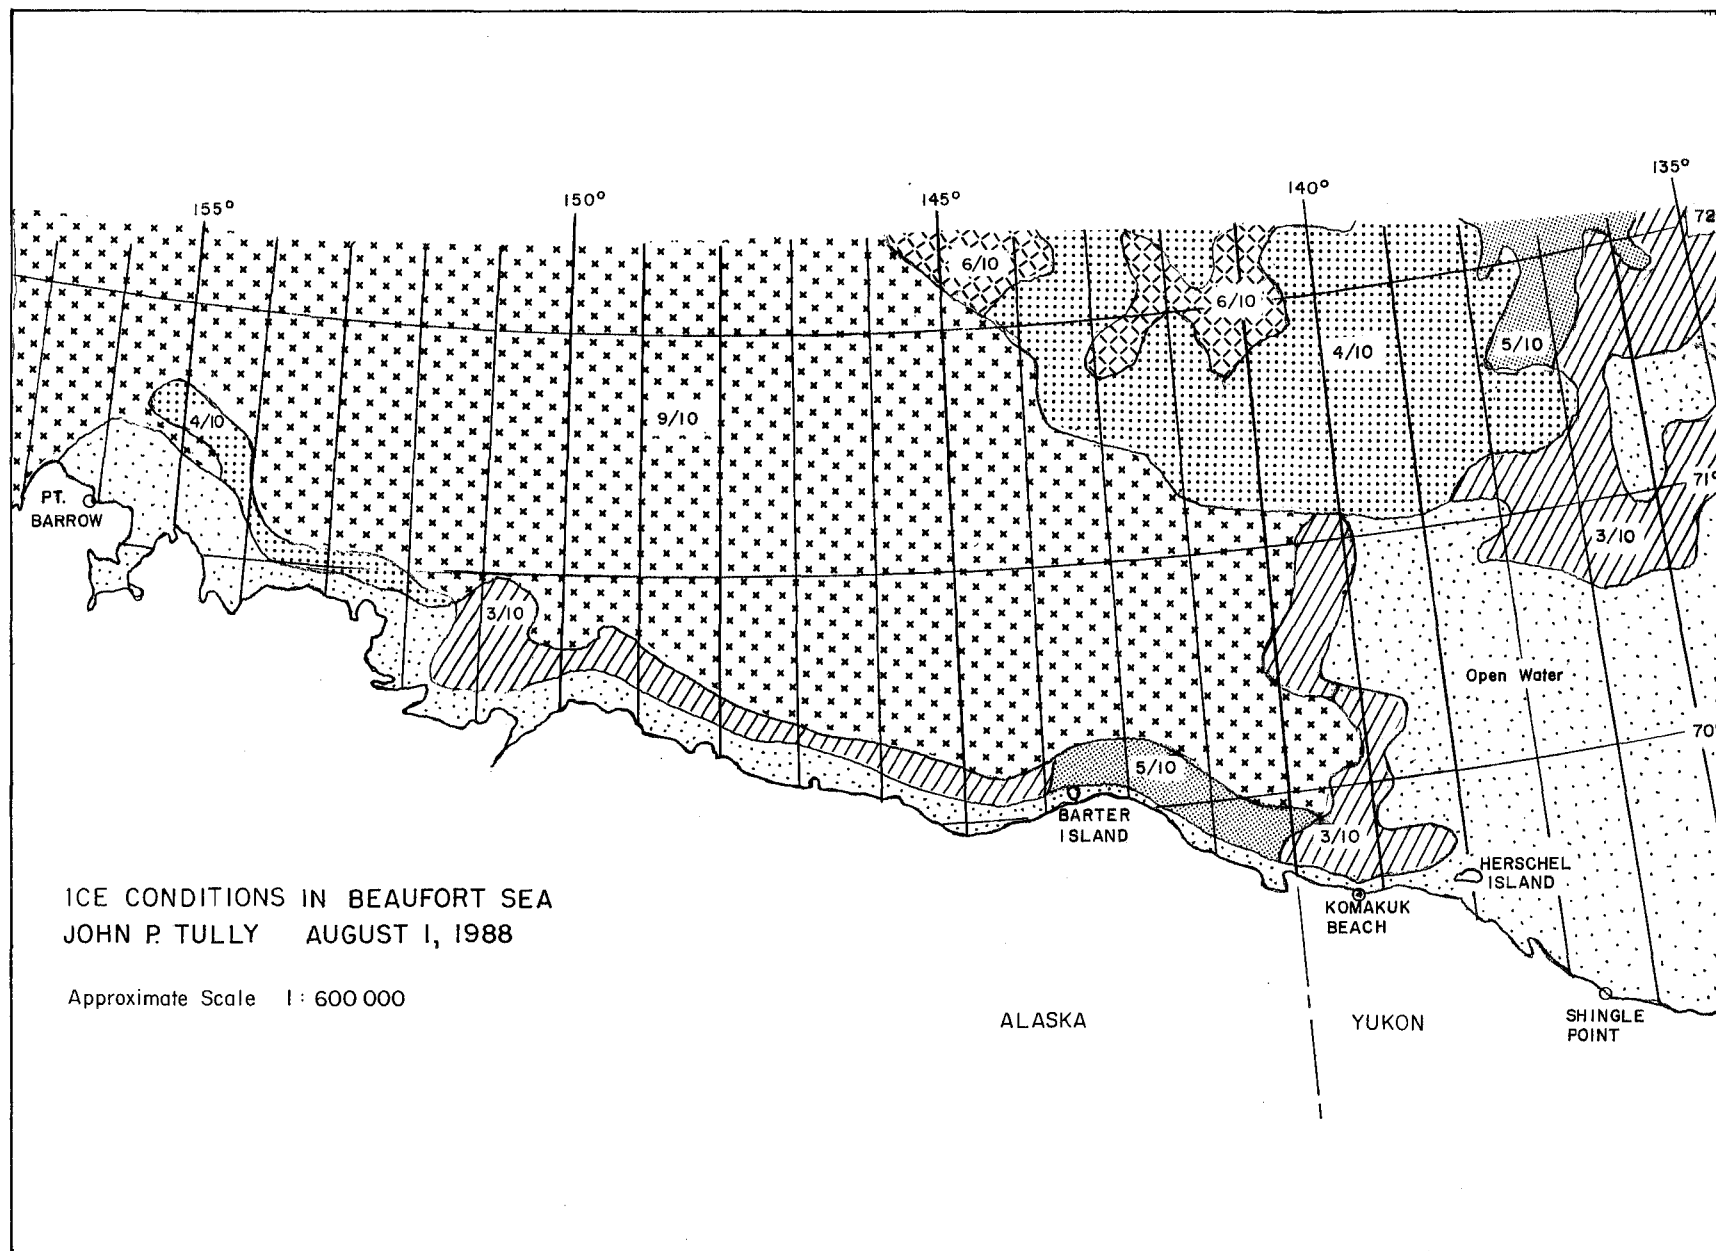 135°
140°
145°
150°
155°
72
6/10
6/10
4/10
5/10
9/10
4/10
71°
PT.
BARROW
3/10
3/10
Open Water
70°
5/10
BARTER
ISLAND
3/10
HERSCHEL
ISLAND
KOMAKUK
BEACH
ICE CONDITIONS IN BEAUFORT SEA
JOHN P. TULLY AUGUST 1, 1988
Approximate Scale 1 : 600 000
ALASKA
YUKON
SHINGLE
POINT